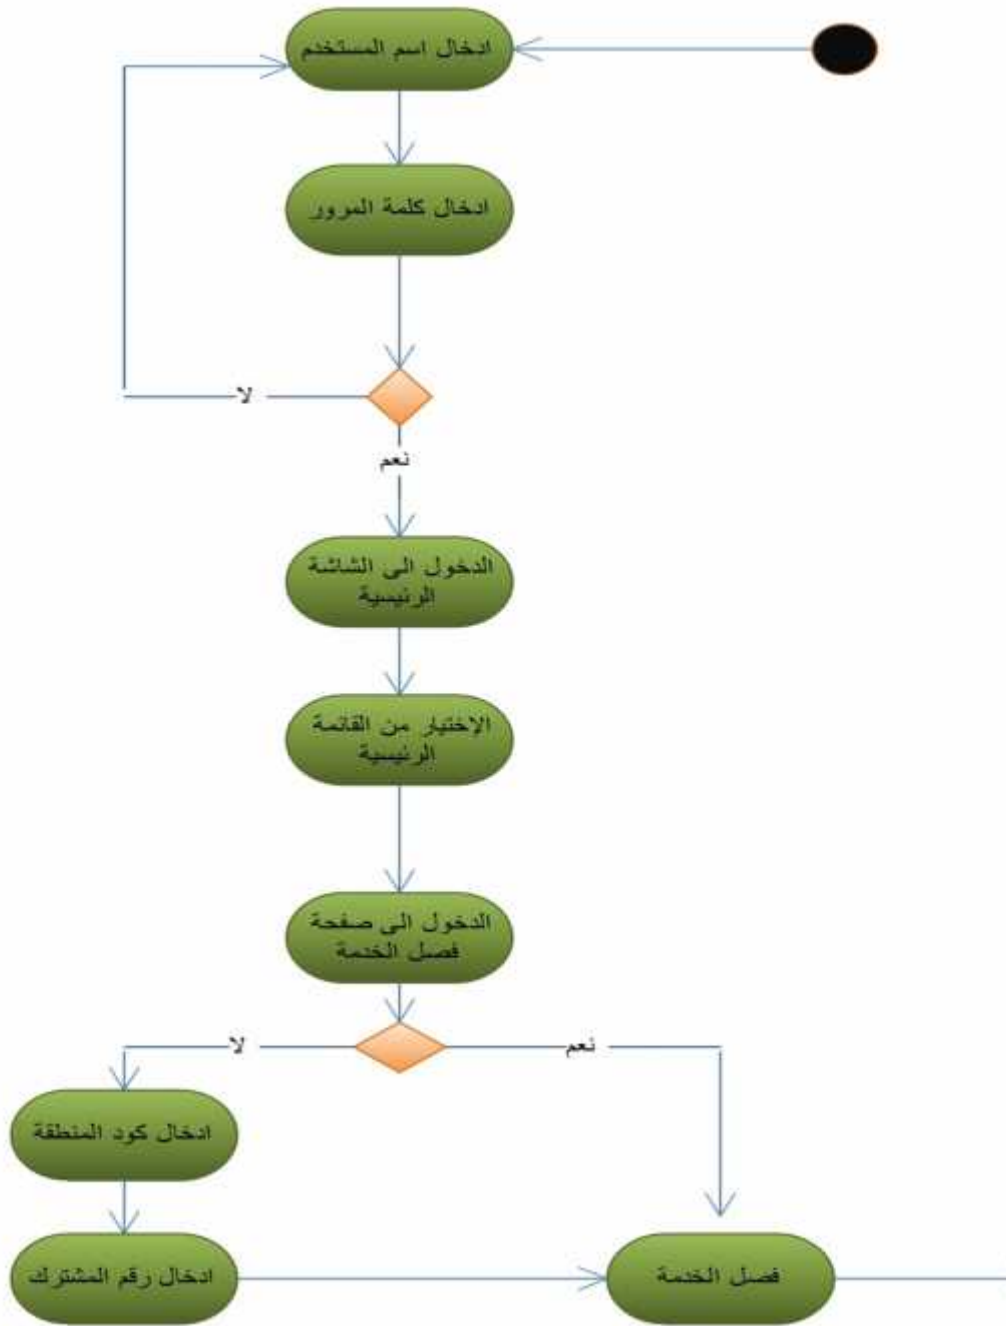 ادخال اسم المستخدم
ادخال كلمة المرور
لا
نعم
الدخول الى الشاشة
الرئيسية
الاختيار من القائمة
الرئيسية
الدخول الى صفحة
فصل الخدمة
نعم
لا
ادخال كود المنطقة
ادخال رقم المشترك
فصل الخدمة